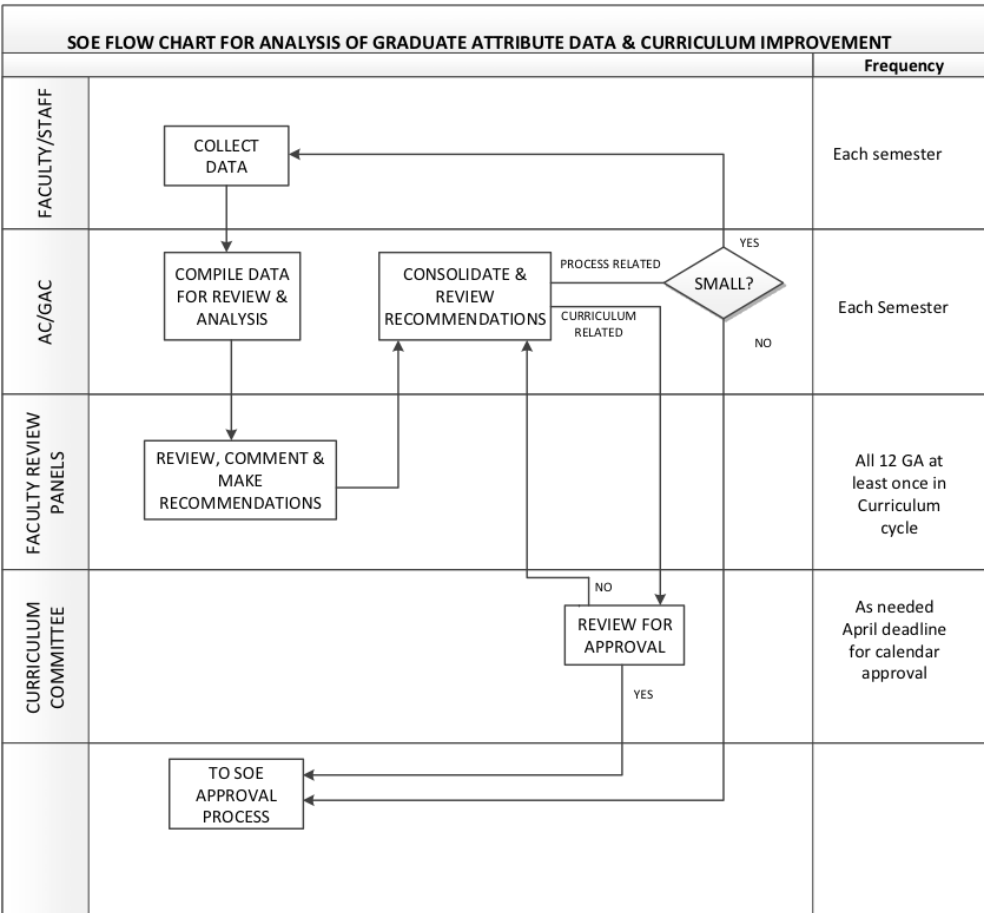 SOE FLOW CHART FOR ANALYSIS OF GRADUATE ATTRIBUTE DATA & CURRICULUM IMPROVEMENT
Frequency
FACULTY/STAFF
COLLECT
DATA
Each semester
AC/GAC
COMPILE DATA
FOR REVIEW &
ANALYSIS
CONSOLIDATE &
REVIEW
RECOMMENDATIONS
PROCESS RELATED
CURRICULUM
RELATED
YES
SMALL?
NO
Each Semester
FACULTY REVIEW
PANELS
REVIEW, COMMENT &
MAKE
RECOMMENDATIONS
All 12 GA at
least once in
Curriculum
cycle
CURRICULUM
COMMITTEE
NO
REVIEW FOR
APPROVAL
YES
As needed
April deadline
for calendar
approval
TO SOE
APPROVAL
PROCESS